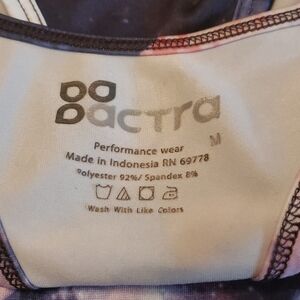 actra
M
Performance wear
Made in Indonesia RN 69778
Polyester 92%/ Spandex 8%
Wash With Like Colors